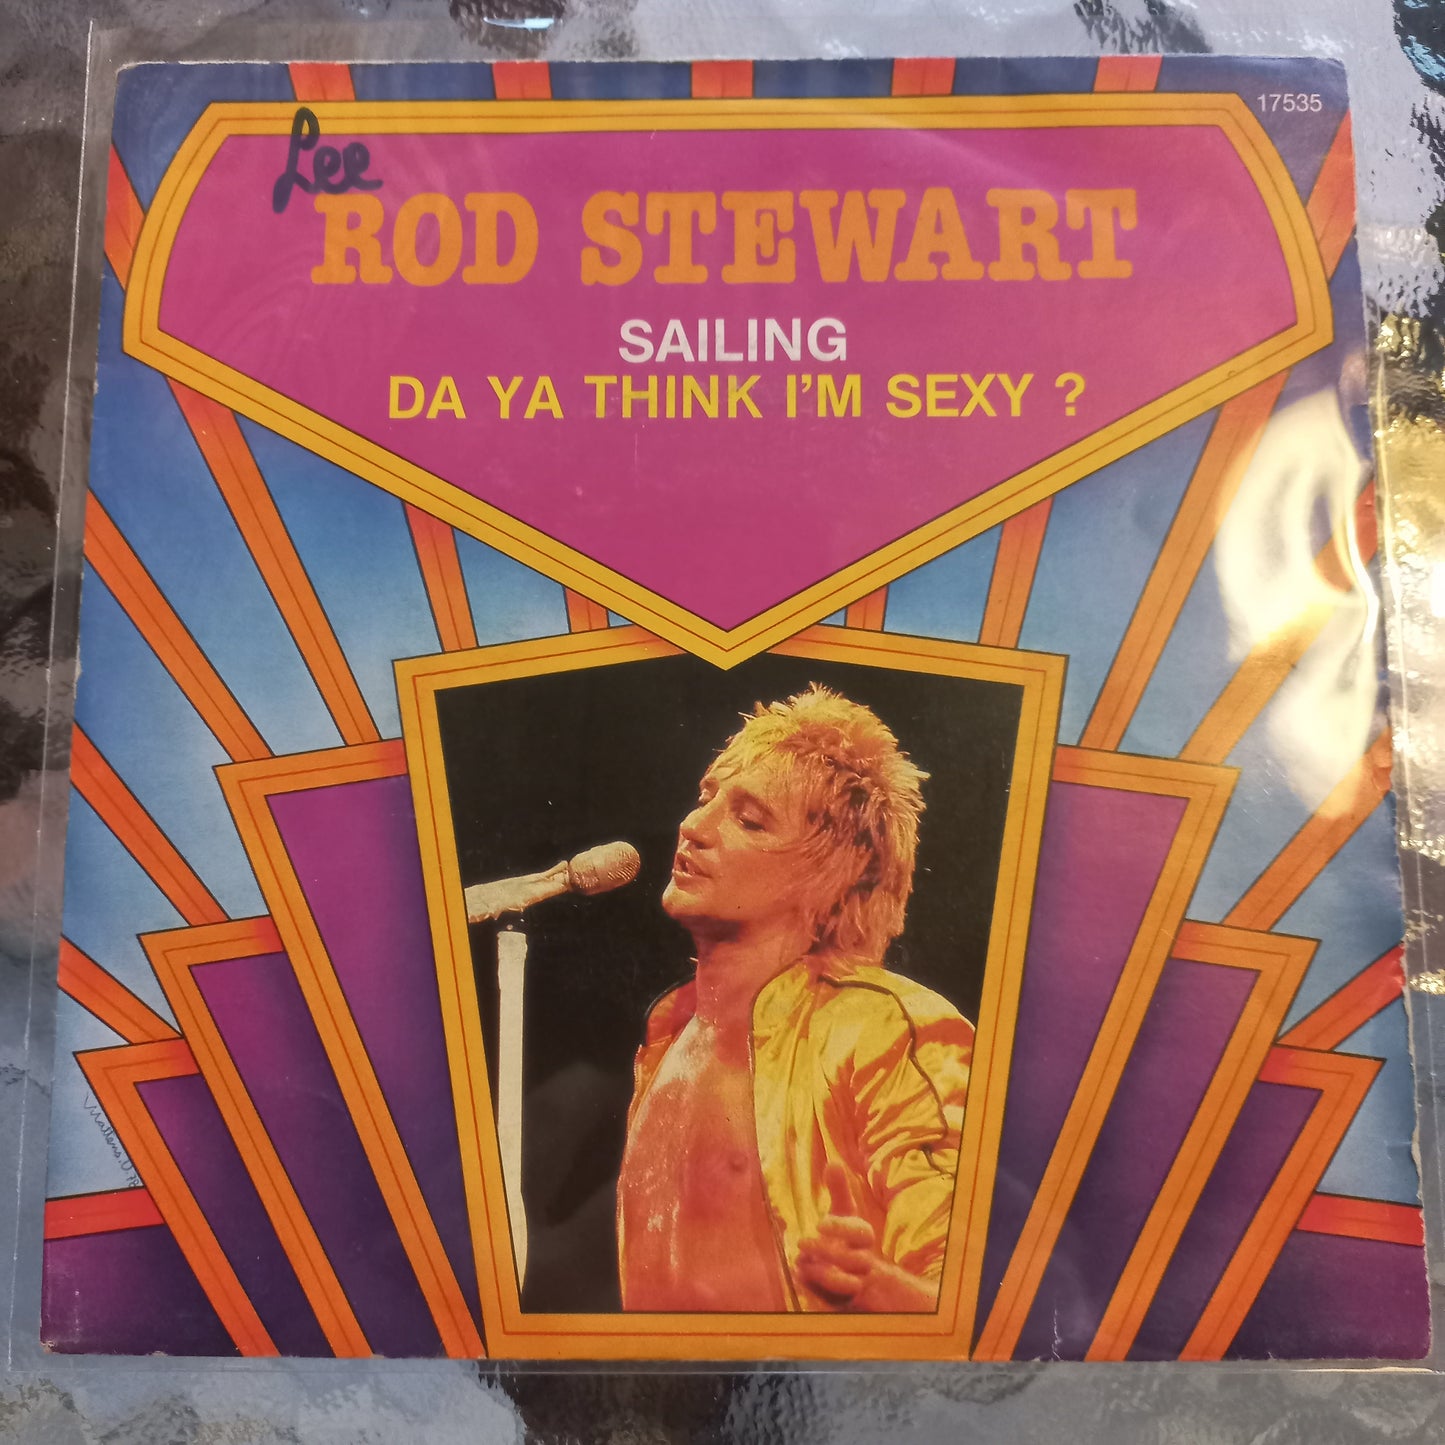 17535
Lee
ROD STEWART
SAILING
DA YA THINK I'M SEXY ?